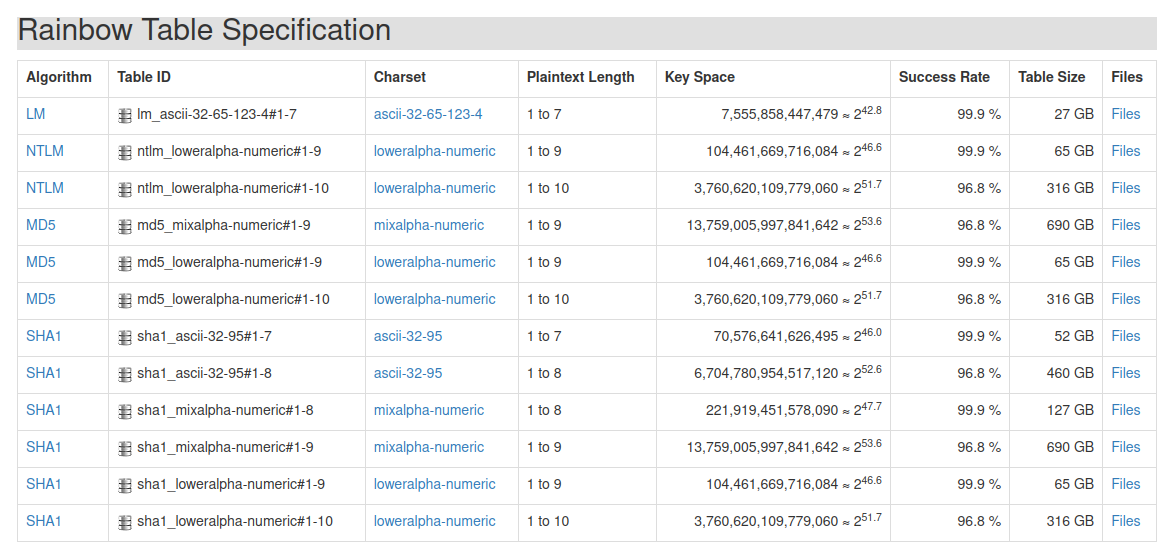 Rainbow Table Specification
Algorithm Table ID Charset Plaintext Length Key Space Success Rate Table Size Files
LM lm_ascii-32-65-123-4#1-7 ascii-32-65-123-4 1 to 7 7,555,858,447,479 ≈ 2^42.8 99.9 % 27 GB Files
NTLM ntlm_loweralpha-numeric#1-9 loweralpha-numeric 1 to 9 104,461,669,716,084 ≈ 2^46.6 99.9 % 65 GB Files
NTLM ntlm_loweralpha-numeric#1-10 loweralpha-numeric 1 to 10 3,760,620,109,779,060 ≈ 2^51.7 96.8 % 316 GB Files
MD5 md5_mixalpha-numeric#1-9 mixalpha-numeric 1 to 9 13,759,005,997,841,642 ≈ 2^53.6 96.8 % 690 GB Files
MD5 md5_loweralpha-numeric#1-9 loweralpha-numeric 1 to 9 104,461,669,716,084 ≈ 2^46.6 99.9 % 65 GB Files
MD5 md5_loweralpha-numeric#1-10 loweralpha-numeric 1 to 10 3,760,620,109,779,060 ≈ 2^51.7 96.8 % 316 GB Files
SHA1 sha1_ascii-32-95#1-7 ascii-32-95 1 to 7 70,576,641,626,495 ≈ 2^46.0 99.9 % 52 GB Files
SHA1 sha1_ascii-32-95#1-8 ascii-32-95 1 to 8 6,704,780,954,517,120 ≈ 2^52.6 96.8 % 460 GB Files
SHA1 sha1_mixalpha-numeric#1-8 mixalpha-numeric 1 to 8 221,919,451,578,090 ≈ 2^47.7 99.9 % 127 GB Files
SHA1 sha1_mixalpha-numeric#1-9 mixalpha-numeric 1 to 9 13,759,005,997,841,642 ≈ 2^53.6 96.8 % 690 GB Files
SHA1 sha1_loweralpha-numeric#1-9 loweralpha-numeric 1 to 9 104,461,669,716,084 ≈ 2^46.6 99.9 % 65 GB Files
SHA1 sha1_loweralpha-numeric#1-10 loweralpha-numeric 1 to 10 3,760,620,109,779,060 ≈ 2^51.7 96.8 % 316 GB Files